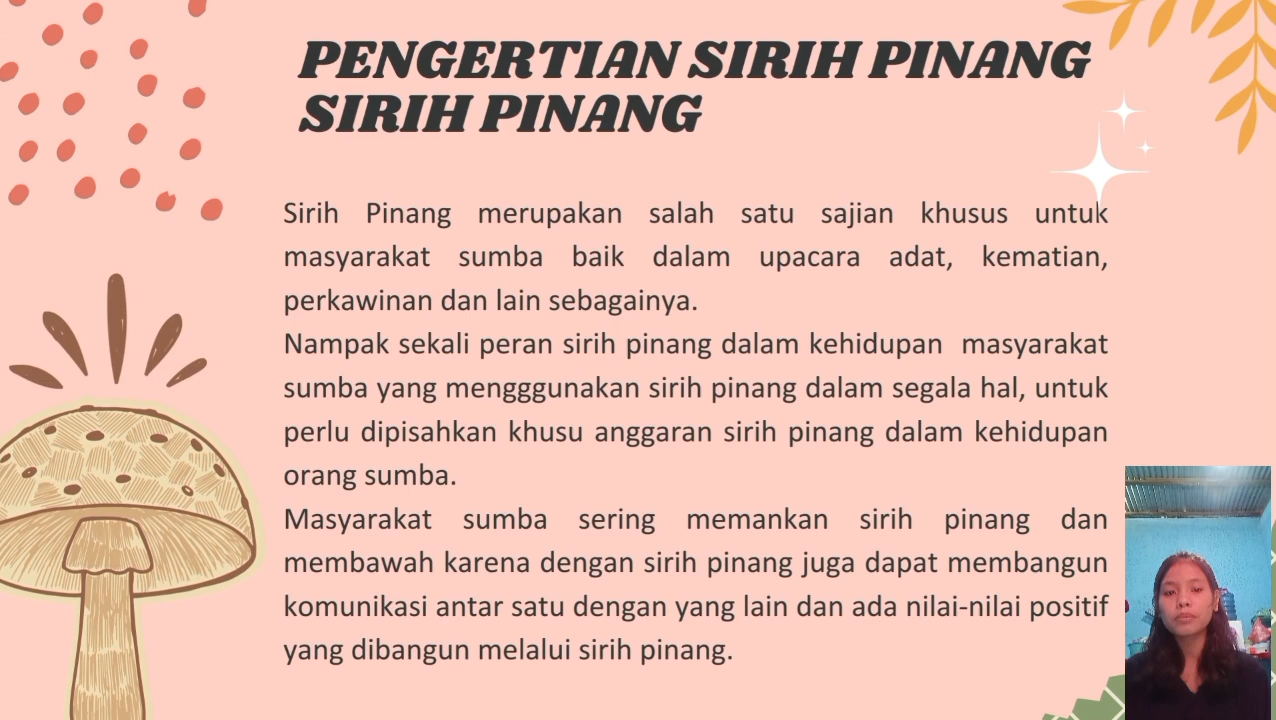 PENGERTIAN SIRIH PINANG
SIRIH PINANG
Sirih Pinang merupakan salah satu sajian khusus untuk
masyarakat sumba baik dalam upacara adat, kematian,
perkawinan dan lain sebagainya.
Nampak sekali peran sirih pinang dalam kehidupan  masyarakat
sumba yang mengggunakan sirih pinang dalam segala hal, untuk
perlu dipisahkan khusu anggaran sirih pinang dalam kehidupan
orang sumba.
Masyarakat sumba sering memankan sirih pinang dan
membawah karena dengan sirih pinang juga dapat membangun
komunikasi antar satu dengan yang lain dan ada nilai-nilai positif
yang dibangun melalui sirih pinang.